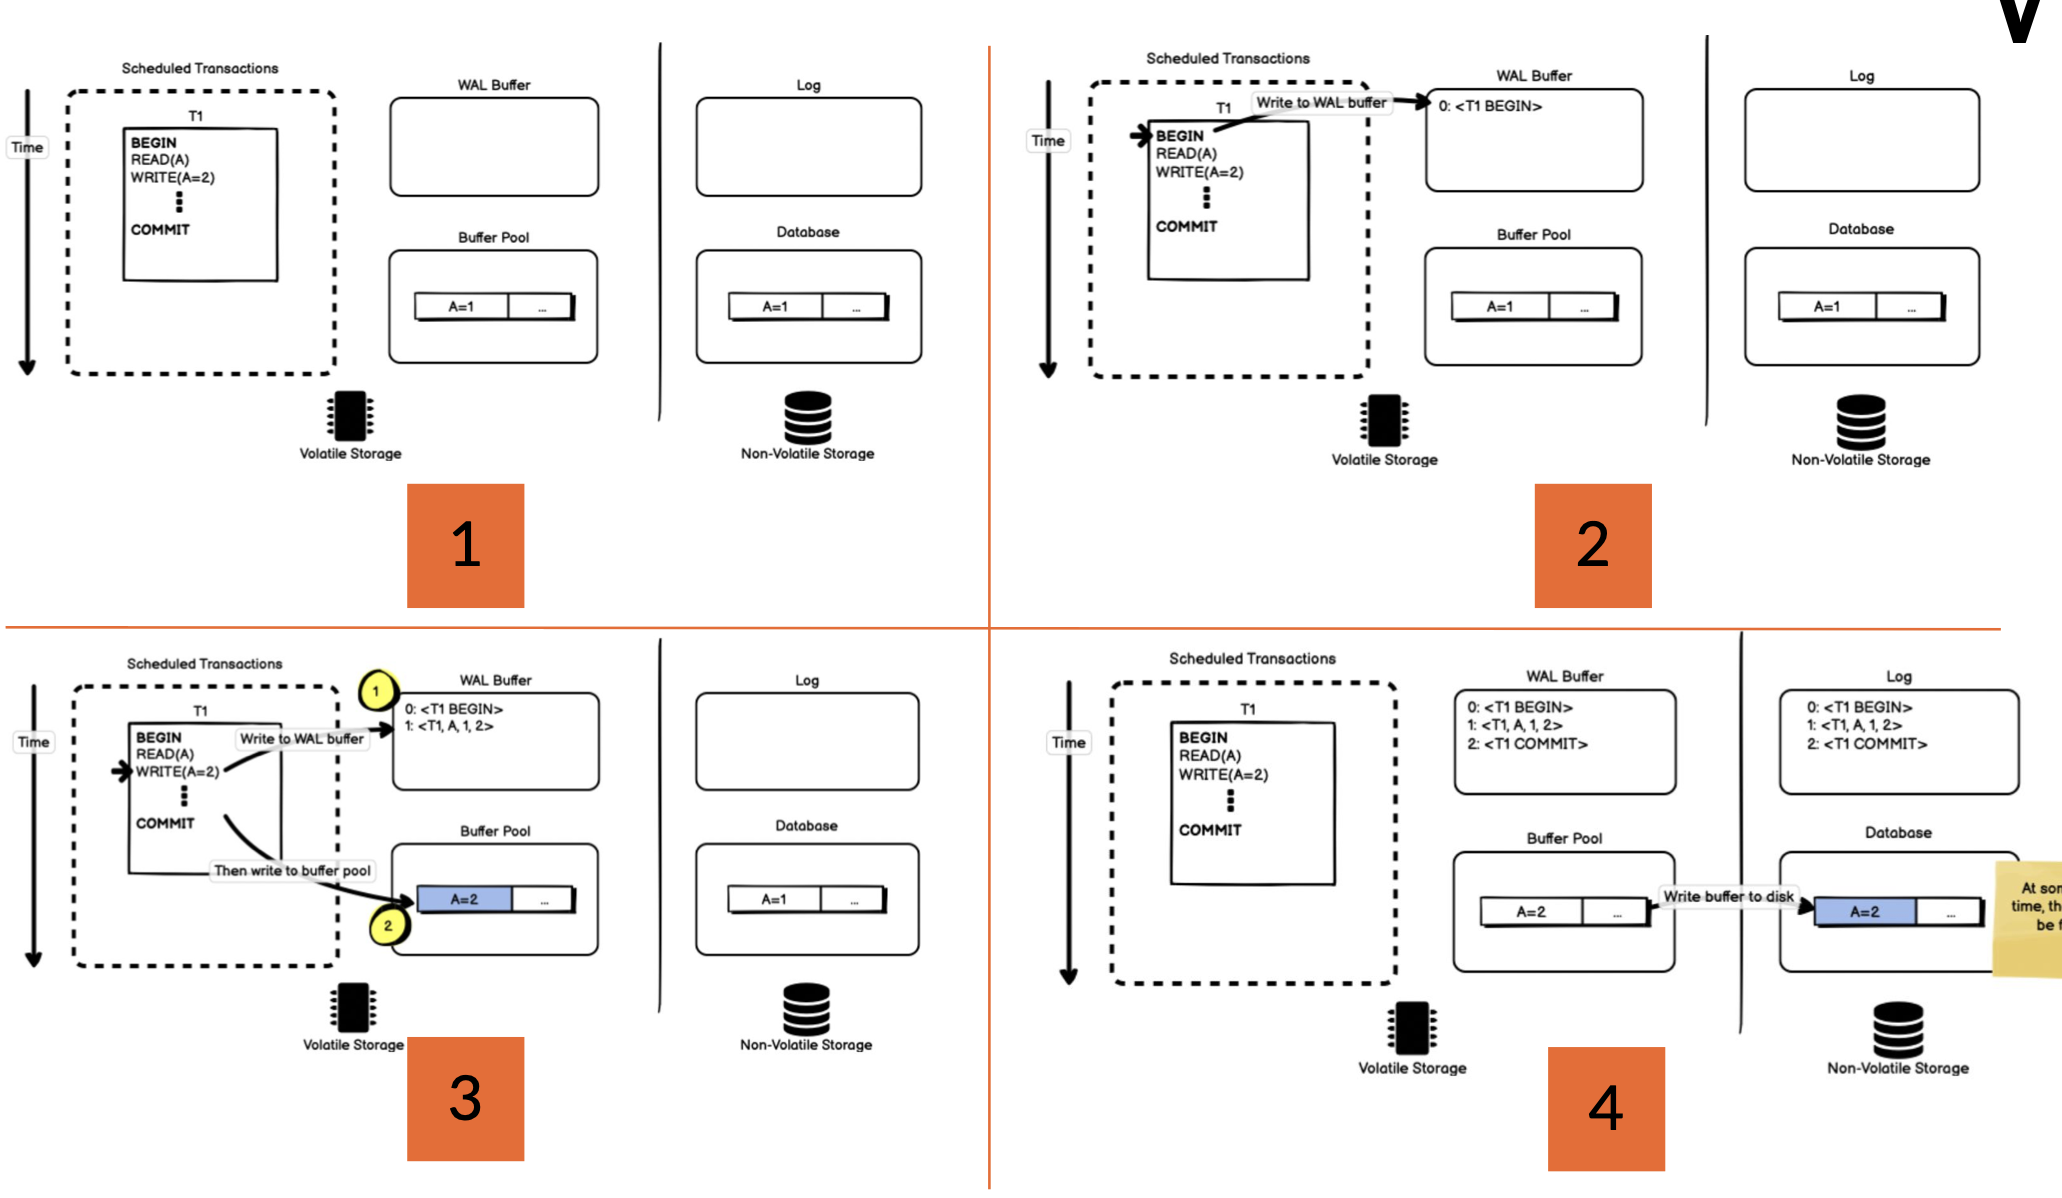 Scheduled Transactions
WAL Buffer
Log
T1
Time
BEGIN
READ(A)
WRITE(A=2)
COMMIT
Buffer Pool
Database
A=1
...
A=1
...
Volatile Storage
Non-Volatile Storage
1
Scheduled Transactions
WAL Buffer
Log
T1
Write to WAL buffer
0: <T1 BEGIN>
Time
BEGIN
READ(A)
WRITE(A=2)
COMMIT
Buffer Pool
Database
A=1
...
A=1
...
Volatile Storage
Non-Volatile Storage
2
Scheduled Transactions
1
WAL Buffer
Log
T1
0: <T1 BEGIN>
1: <T1, A, 1, 2>
Time
BEGIN
Write to WAL buffer
READ(A)
WRITE(A=2)
COMMIT
Buffer Pool
Database
Then write to buffer pool
A=2
...
A=1
...
2
Volatile Storage
Non-Volatile Storage
3
Scheduled Transactions
WAL Buffer
Log
T1
0: <T1 BEGIN>
1: <T1, A, 1, 2>
2: <T1 COMMIT>
0: <T1 BEGIN>
1: <T1, A, 1, 2>
2: <T1 COMMIT>
Time
BEGIN
READ(A)
WRITE(A=2)
COMMIT
Buffer Pool
Database
Write buffer to disk
A=2
...
A=2
...
At
time,
be
Volatile Storage
Non-Volatile Storage
4